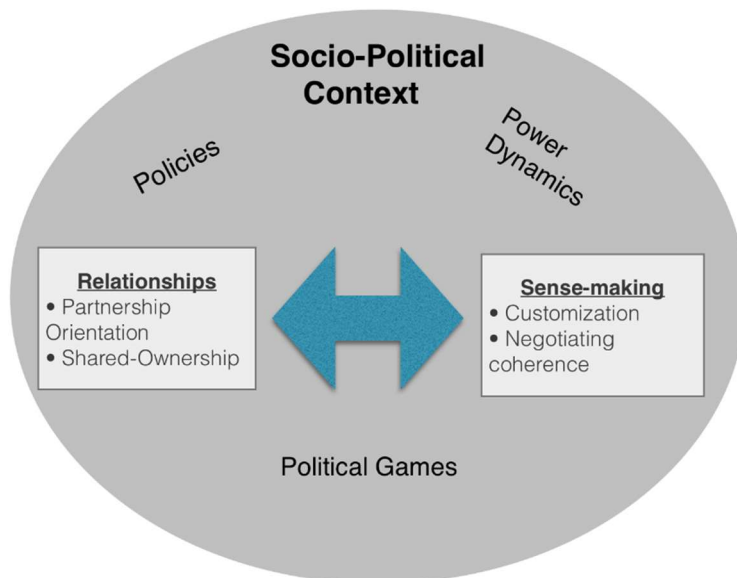 Socio-Political
Context
Policies
Power
Dynamics
Relationships
• Partnership
Orientation
• Shared-Ownership
Sense-making
• Customization
• Negotiating
coherence
Political Games